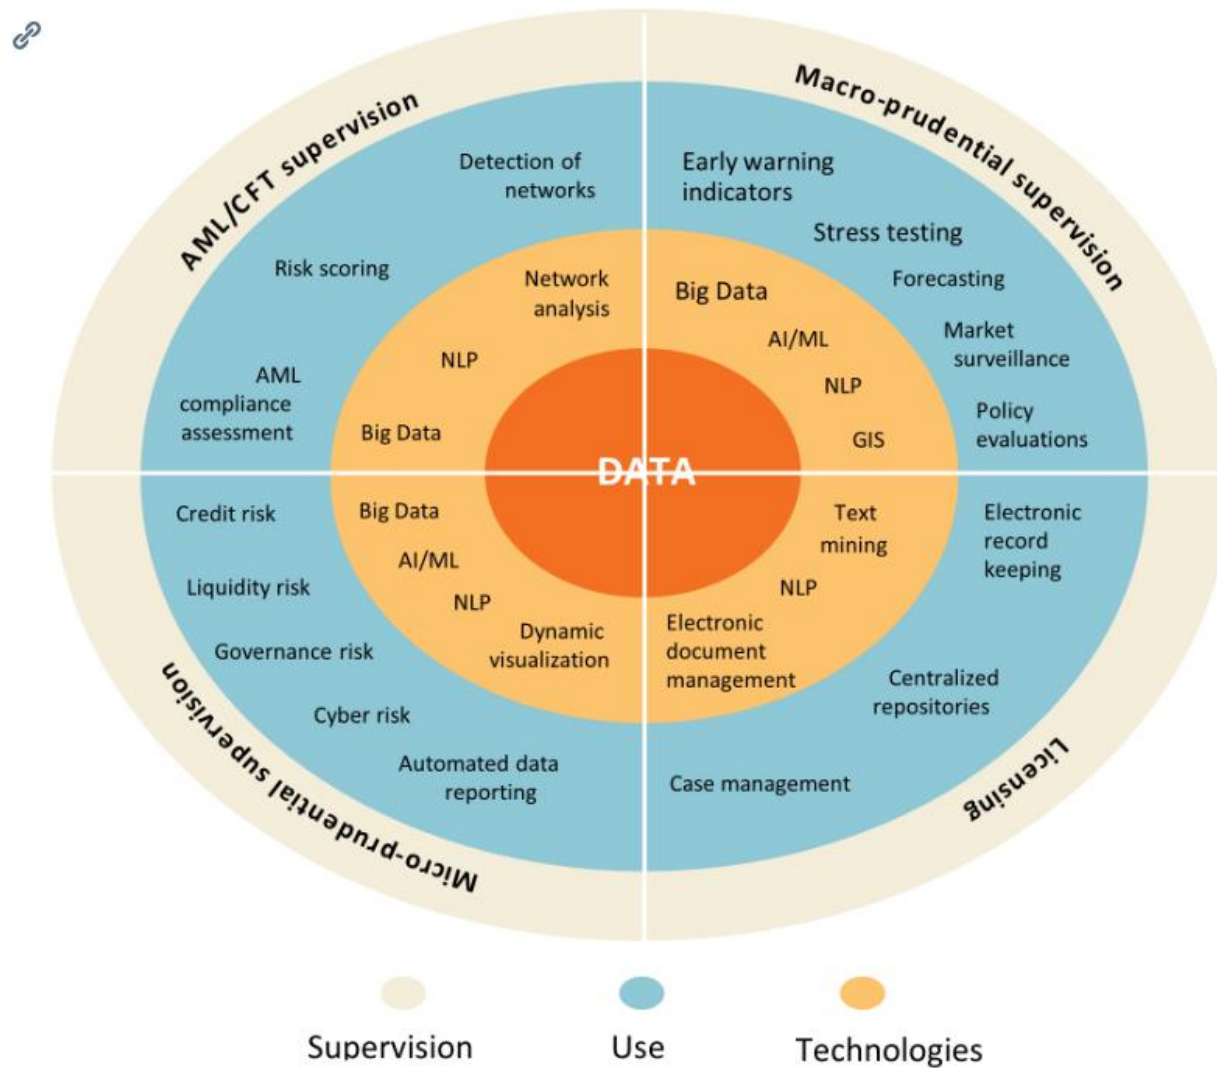 AML/CFT supervision
Detection of
networks
Risk scoring
AML
compliance
assessment
Network
analysis
NLP
Big Data
Macro-prudential supervision
Early warning
indicators
Stress testing
Forecasting
Market
surveillance
Policy
evaluations
Big Data
AI/ML
NLP
GIS
DATA
Micro-prudential supervision
Credit risk
Liquidity risk
Governance risk
Cyber risk
Automated data
reporting
Big Data
AI/ML
NLP
Dynamic
visualization
Licensing
Electronic
record
keeping
Centralized
repositories
Case management
Text
mining
NLP
Electronic
document
management
Supervision
Use
Technologies